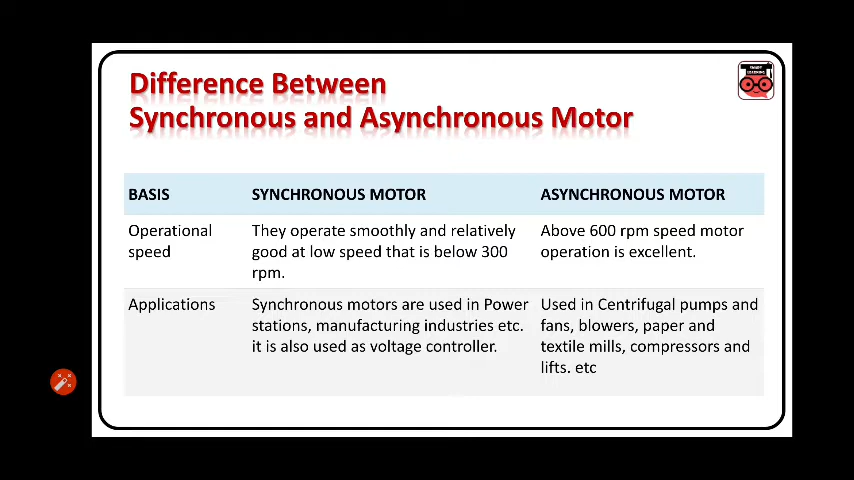 Difference Between
Synchronous and Asynchronous Motor
SMART
LEARNING
BASIS SYNCHRONOUS MOTOR ASYNCHRONOUS MOTOR
Operational speed
They operate smoothly and relatively
good at low speed that is below 300
rpm.
Above 600 rpm speed motor
operation is excellent.
Applications
Synchronous motors are used in Power
stations, manufacturing industries etc.
it is also used as voltage controller.
Used in Centrifugal pumps and
fans, blowers, paper and
textile mills, compressors and
lifts. etc